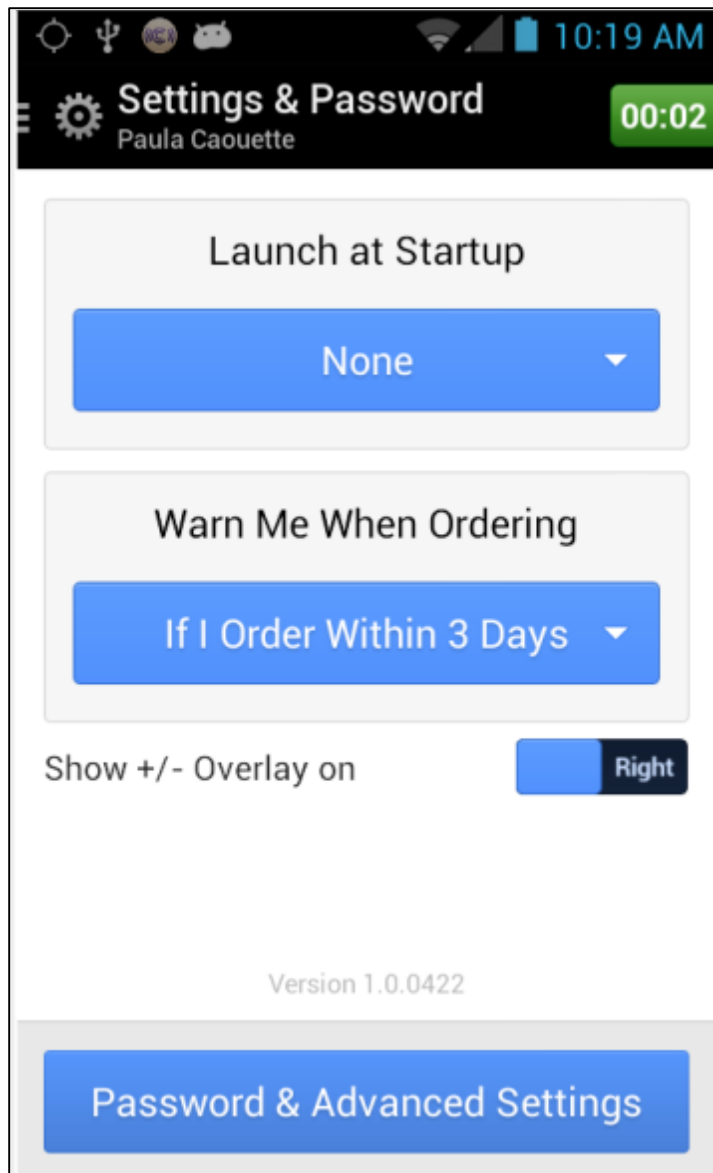 10:19 AM
Settings & Password
Paula Caouette
00:02
Launch at Startup
None
Warn Me When Ordering
If I Order Within 3 Days
Show +/- Overlay on
Right
Version 1.0.0422
Password & Advanced Settings